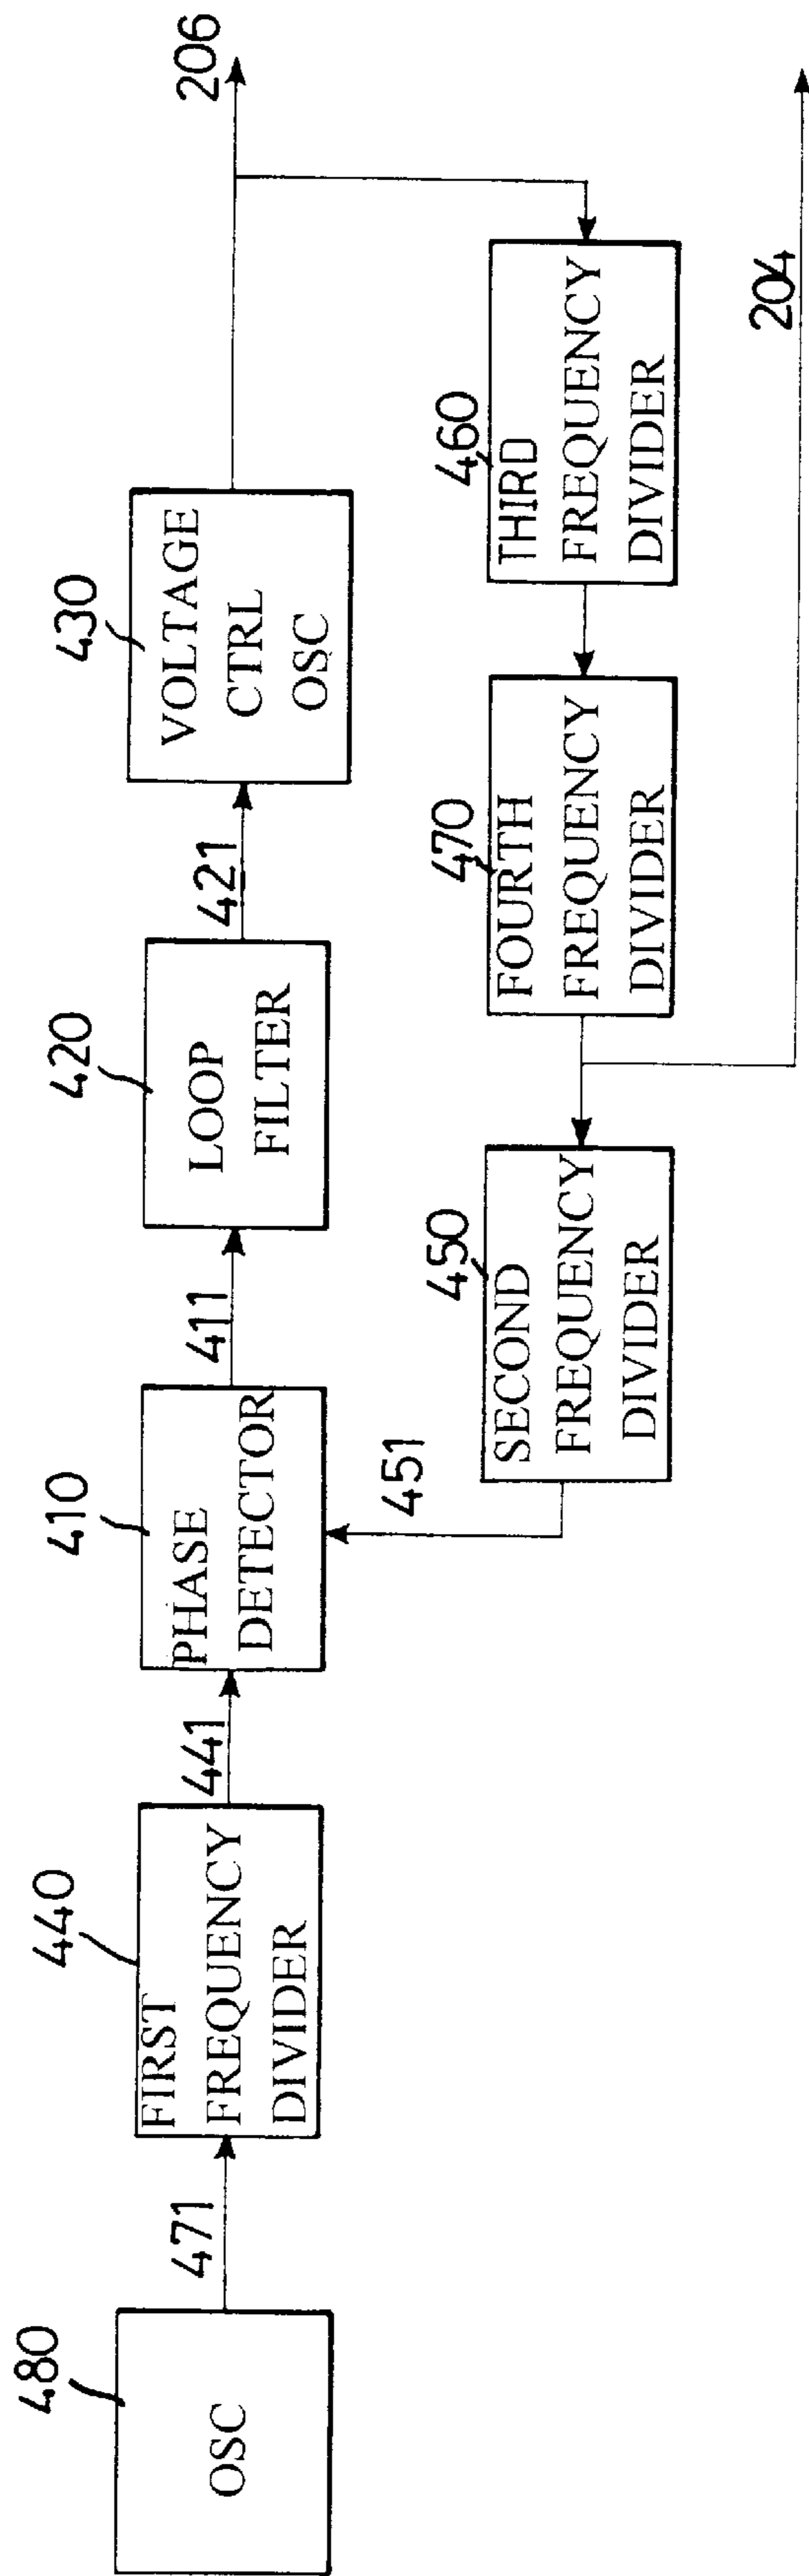 480
OSC
471
440
FIRST
FREQUENCY
DIVIDER
441
410
PHASE
DETECTOR
411
420
LOOP
FILTER
421
430
VOLTAGE
CTRL
OSC
206
451
450
SECOND
FREQUENCY
DIVIDER
470
FOURTH
FREQUENCY
DIVIDER
460
THIRD
FREQUENCY
DIVIDER
204